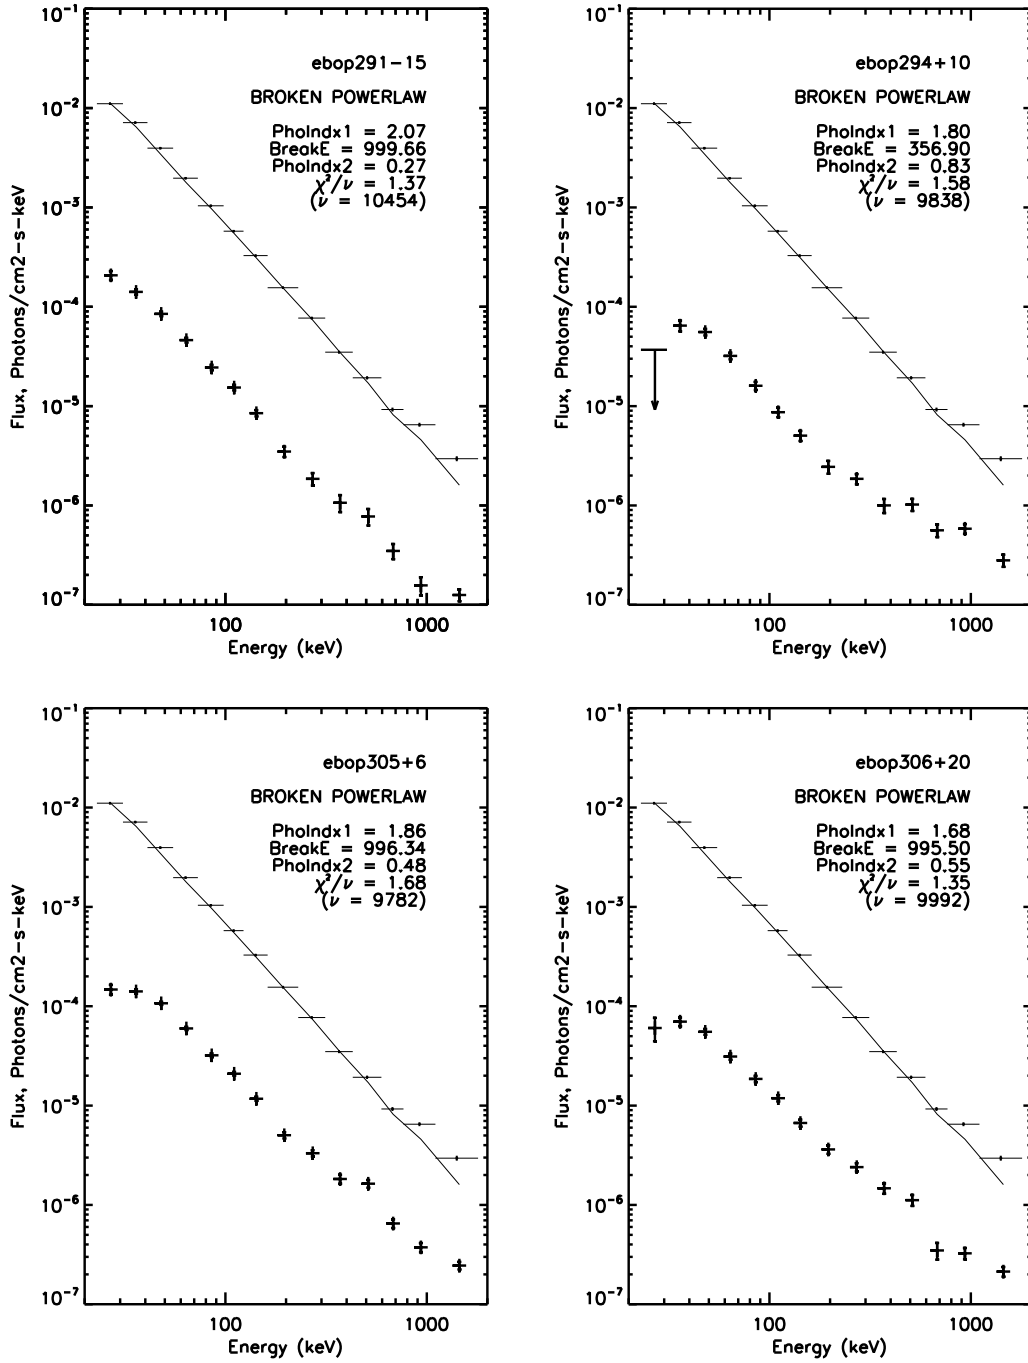 10⁻¹
10⁻²
10⁻³
10⁻⁴
10⁻⁵
10⁻⁶
10⁻⁷
Flux, Photons/cm2-s-keV
ebop291-15
BROKEN POWERLAW
PhoIndx1 = 2.07
BreakE = 999.66
PhoIndx2 = 0.27
χ²/ν = 1.37
(ν = 10454)
100
1000
Energy (keV)
10⁻¹
10⁻²
10⁻³
10⁻⁴
10⁻⁵
10⁻⁶
10⁻⁷
Flux, Photons/cm2-s-keV
ebop294+10
BROKEN POWERLAW
PhoIndx1 = 1.80
BreakE = 356.90
PhoIndx2 = 0.83
χ²/ν = 1.58
(ν = 9838)
100
1000
Energy (keV)
10⁻¹
10⁻²
10⁻³
10⁻⁴
10⁻⁵
10⁻⁶
10⁻⁷
Flux, Photons/cm2-s-keV
ebop305+6
BROKEN POWERLAW
PhoIndx1 = 1.86
BreakE = 996.34
PhoIndx2 = 0.48
χ²/ν = 1.68
(ν = 9782)
100
1000
Energy (keV)
10⁻¹
10⁻²
10⁻³
10⁻⁴
10⁻⁵
10⁻⁶
10⁻⁷
Flux, Photons/cm2-s-keV
ebop306+20
BROKEN POWERLAW
PhoIndx1 = 1.68
BreakE = 995.50
PhoIndx2 = 0.55
χ²/ν = 1.35
(ν = 9992)
100
1000
Energy (keV)